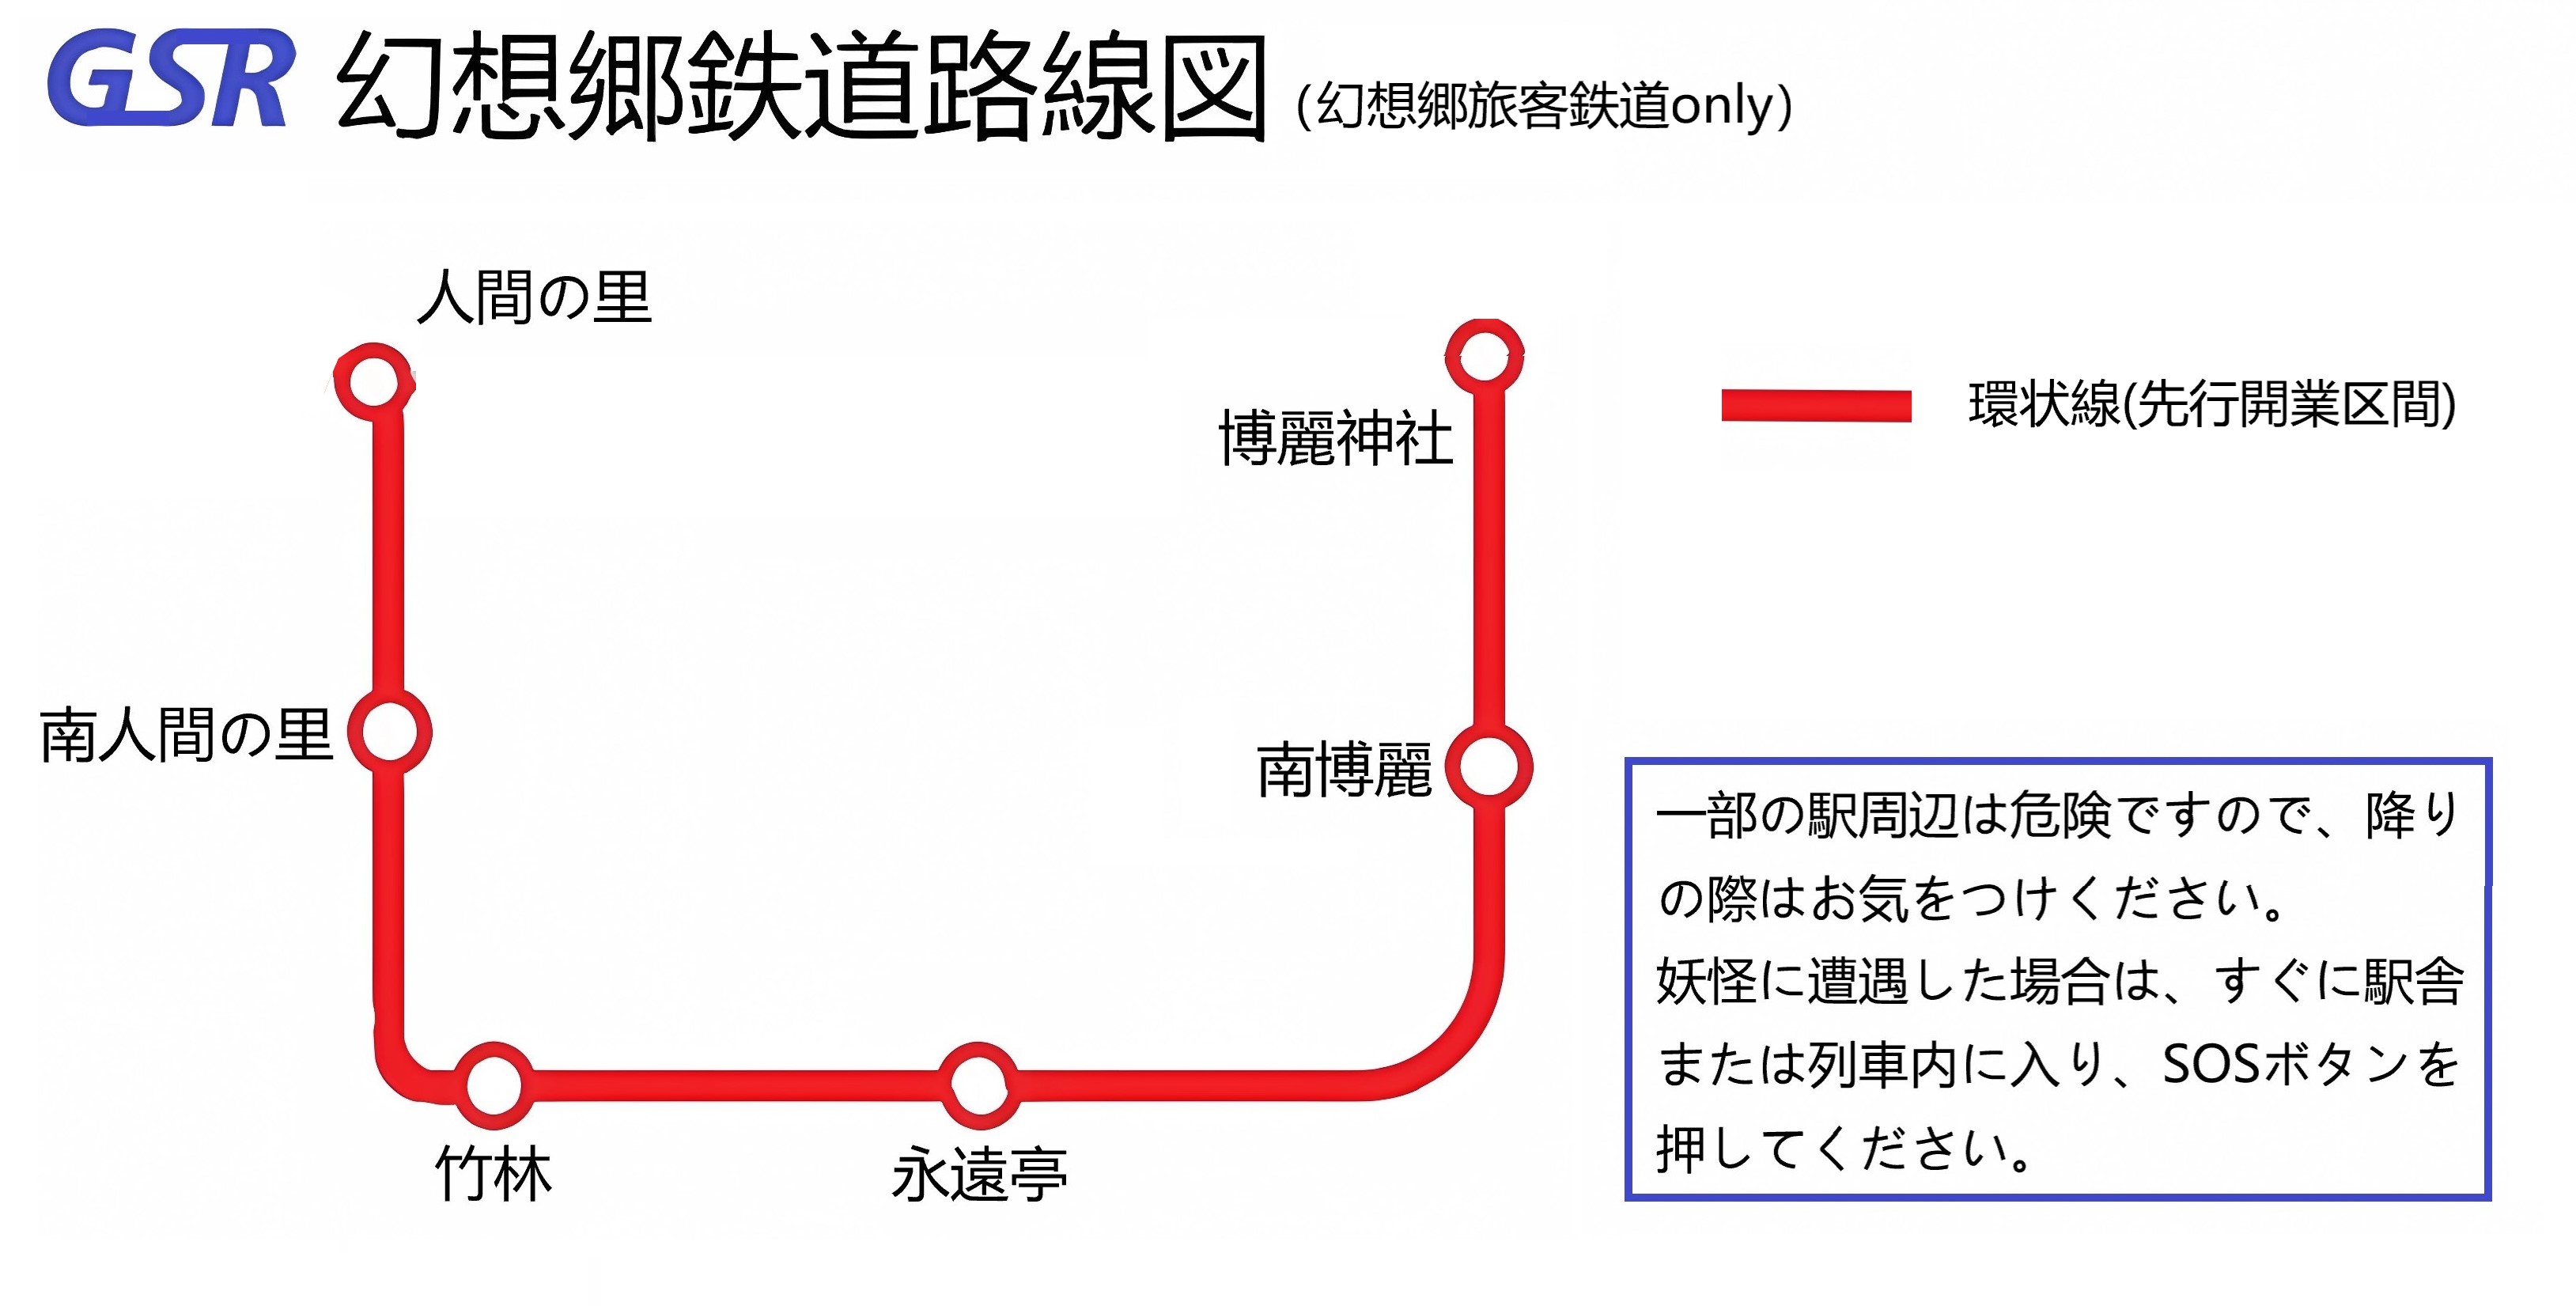 GSR 幻想郷鉄道路線図 (幻想郷旅客鉄道only)
人間の里
博麗神社
環状線(先行開業区間)
南人間の里
南博麗
竹林
永遠亭
一部の駅周辺は危険ですので、降り
の際はお気をつけください。
妖怪に遭遇した場合は、すぐに駅舎
または列車内に入り、SOSボタンを
押してください。